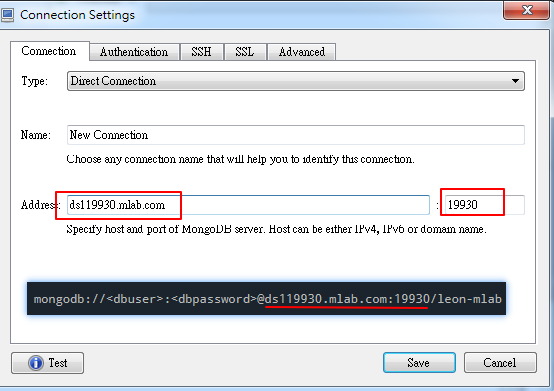 Connection Settings
Connection Authentication SSH SSL Advanced
Type: Direct Connection
Name: New Connection
Choose any connection name that will help you to identify this connection.
Address: ds119930.mlab.com : 19930
Specify host and port of MongoDB server. Host can be either IPv4, IPv6 or domain name.
mongodb://<dbuser>:<dbpassword>@ds119930.mlab.com:19930/leon-mlab
Test Save Cancel